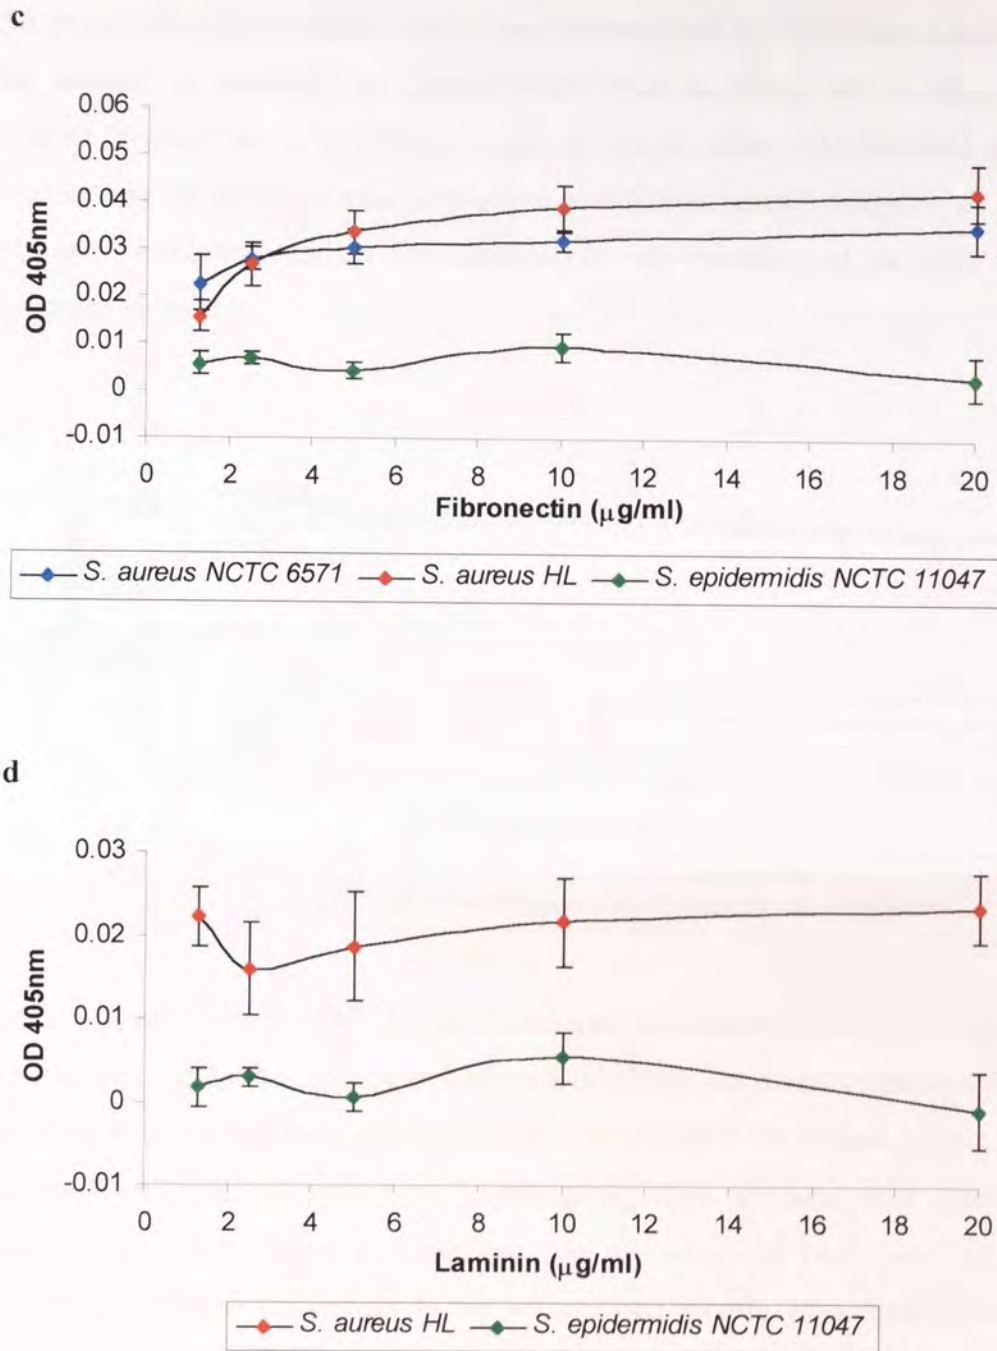 c
0.06
0.05
0.04
0.03
0.02
0.01
0
-0.01
OD 405nm
0 2 4 6 8 10 12 14 16 18 20
Fibronectin (μg/ml)
S. aureus NCTC 6571 S. aureus HL S. epidermidis NCTC 11047
d
0.03
0.02
0.01
0
-0.01
OD 405nm
0 2 4 6 8 10 12 14 16 18 20
Laminin (μg/ml)
S. aureus HL S. epidermidis NCTC 11047